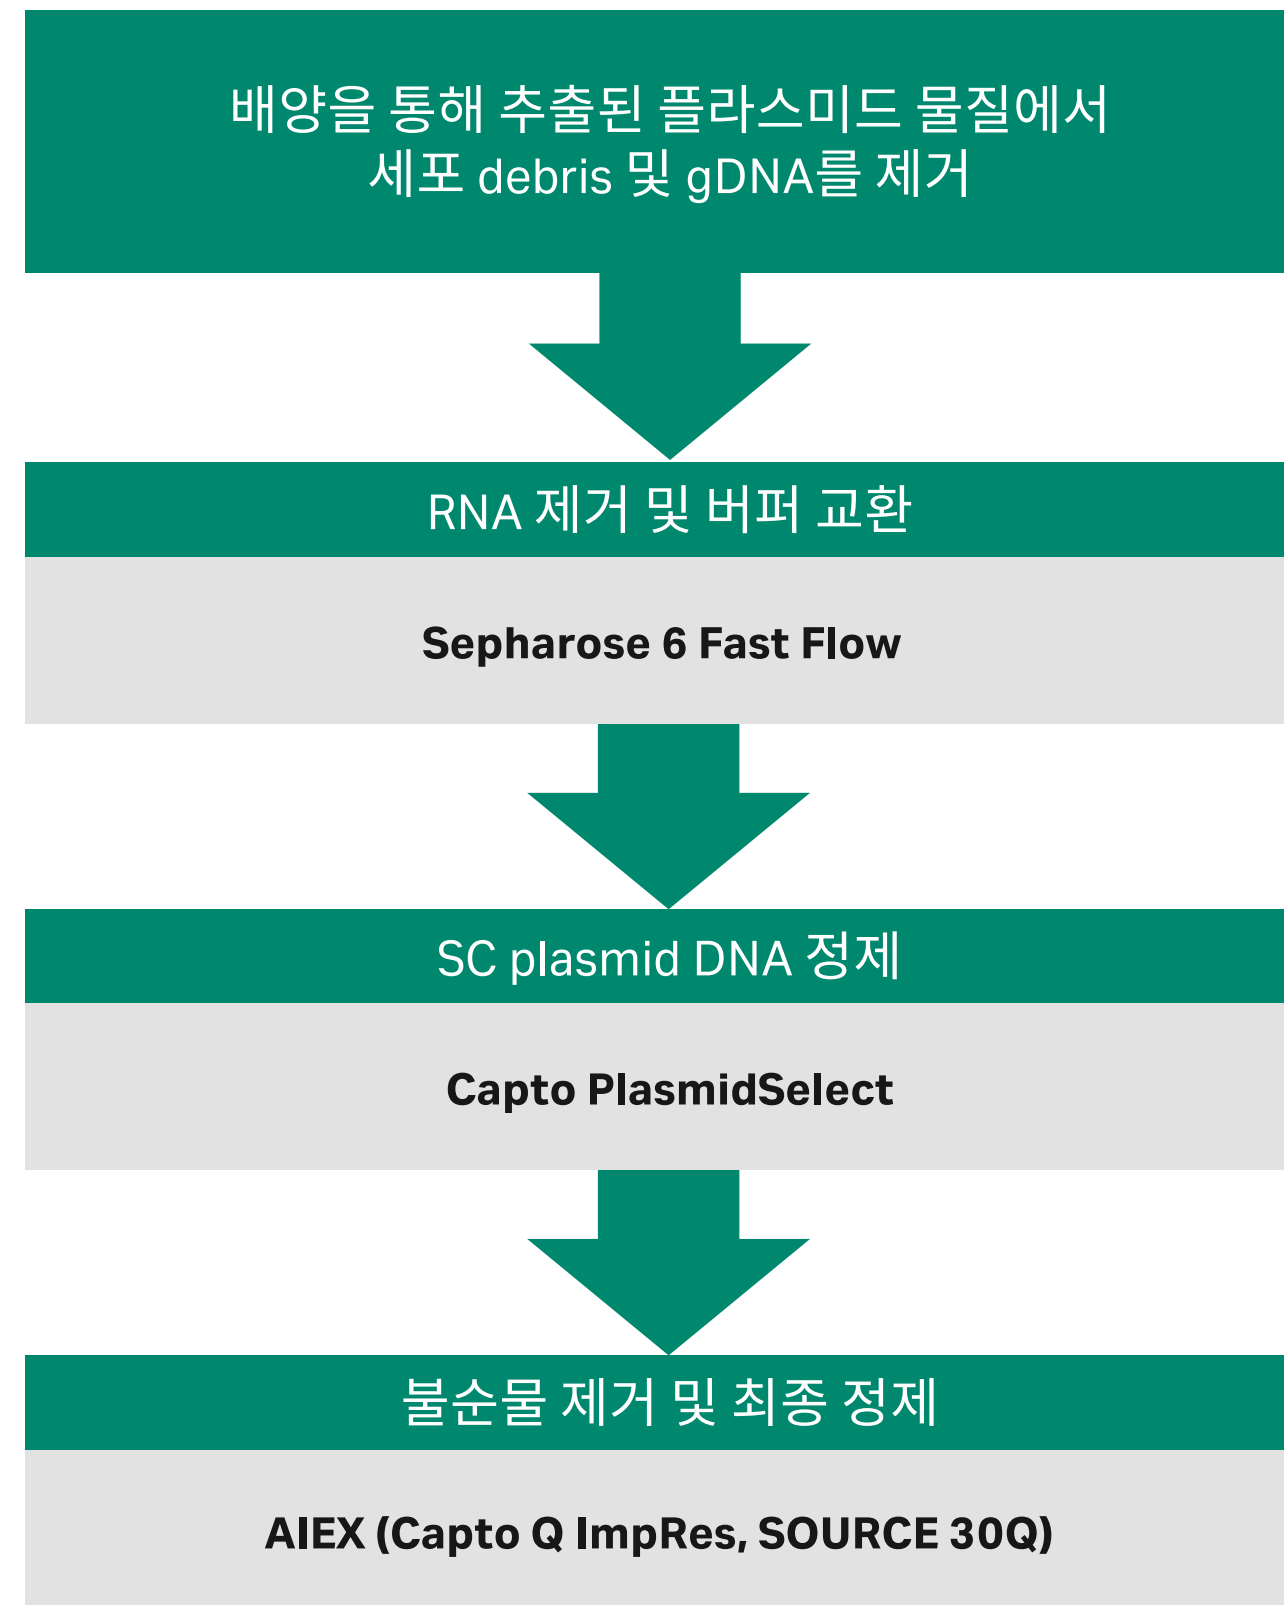 배양을 통해 추출된 플라스미드 물질에서
세포 debris 및 gDNA를 제거
RNA 제거 및 버퍼 교환
Sepharose 6 Fast Flow
SC plasmid DNA 정제
Capto PlasmidSelect
불순물 제거 및 최종 정제
AIEX (Capto Q ImpRes, SOURCE 30Q)